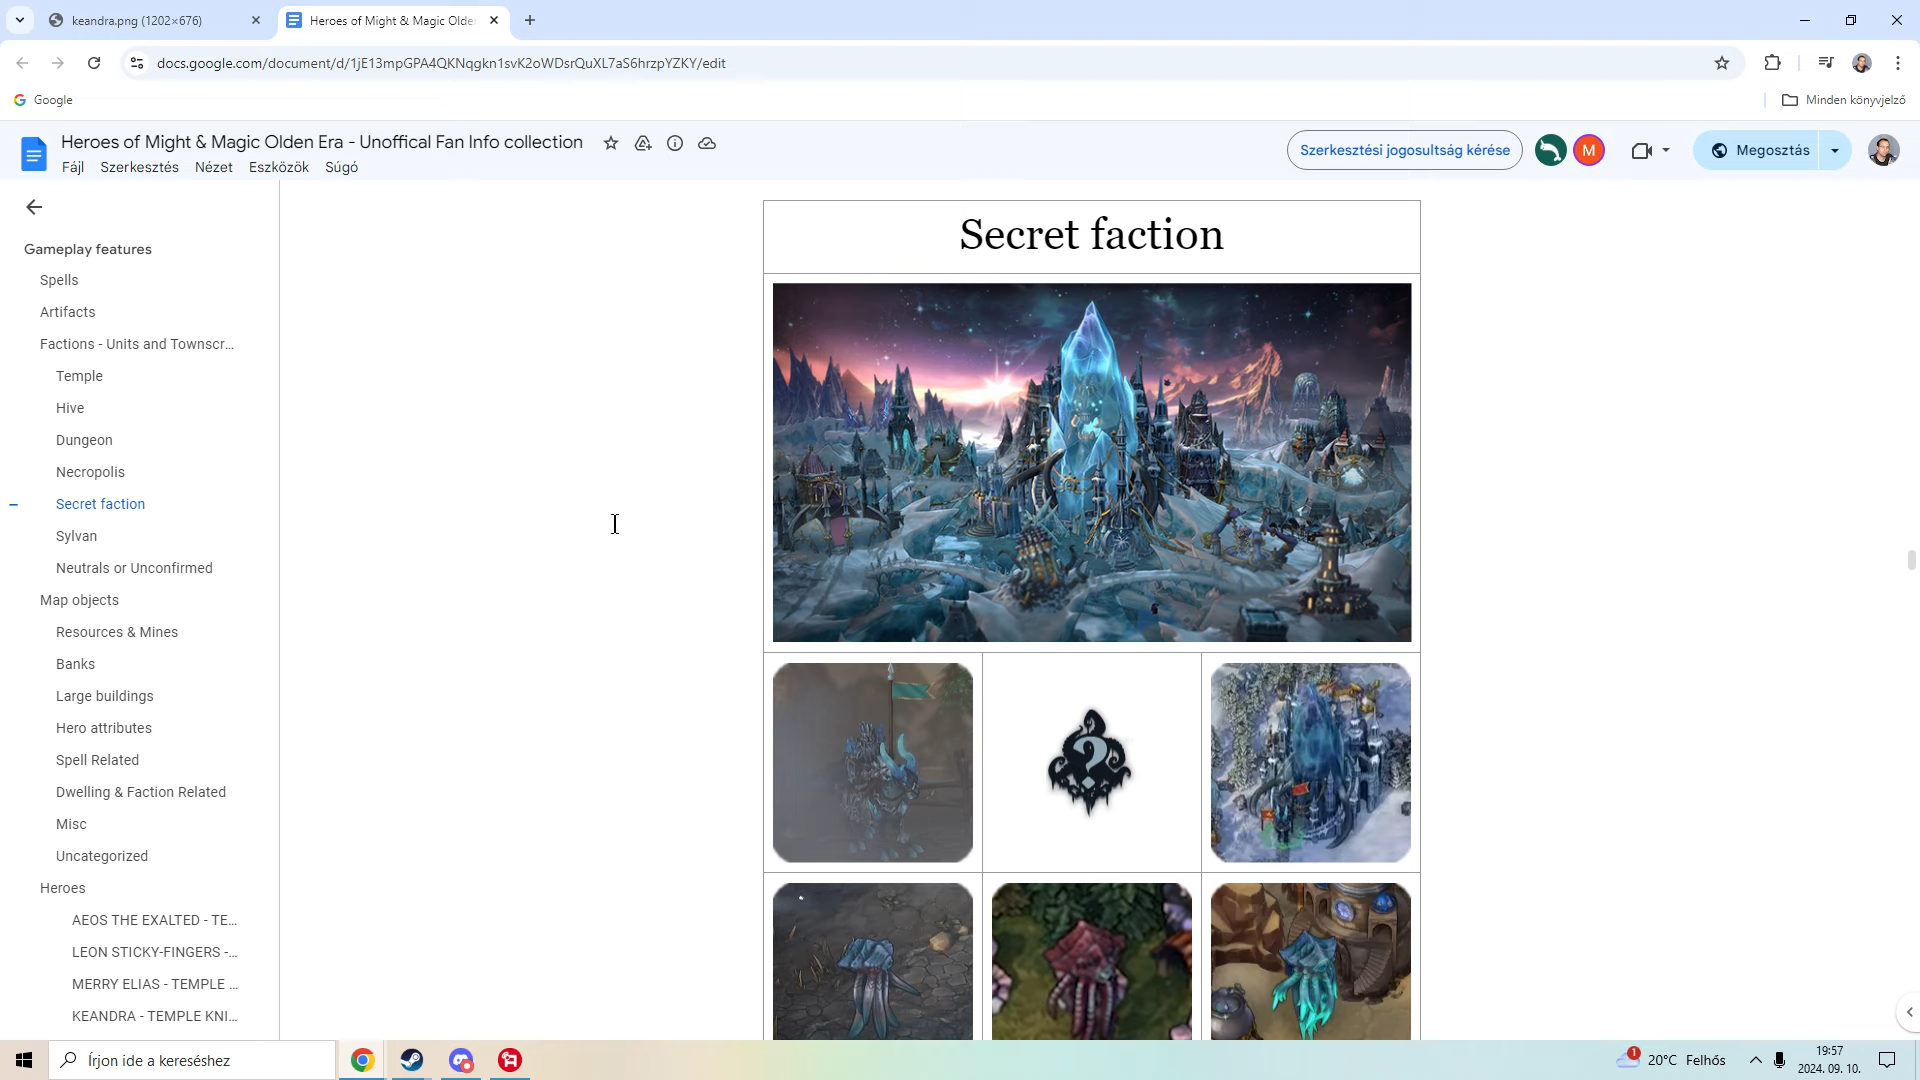 keandra.png (1202×676)
Heroes of Might & Magic Olde
docs.google.com/document/d/1jE13mpGPA4QKNqgkn1svK2oWDsrQuXL7aS6hrzpYZKY/edit
Google
Minden könyvjelző
Heroes of Might & Magic Olden Era - Unoffical Fan Info collection
Fájl Szerkesztés Nézet Eszközök Súgó
Szerkesztési jogosultság kérése
M
Megosztás
Gameplay features
Spells
Artifacts
Factions - Units and Townscr...
Temple
Hive
Dungeon
Necropolis
Secret faction
Sylvan
Neutrals or Unconfirmed
Map objects
Resources & Mines
Banks
Large buildings
Hero attributes
Spell Related
Dwelling & Faction Related
Misc
Uncategorized
Heroes
AEOS THE EXALTED - TE...
LEON STICKY-FINGERS -...
MERRY ELIAS - TEMPLE ...
KEANDRA - TEMPLE KNI...
Secret faction
?
Írjon ide a kereséshez
1
20°C Felhős
19:57
2024. 09. 10.